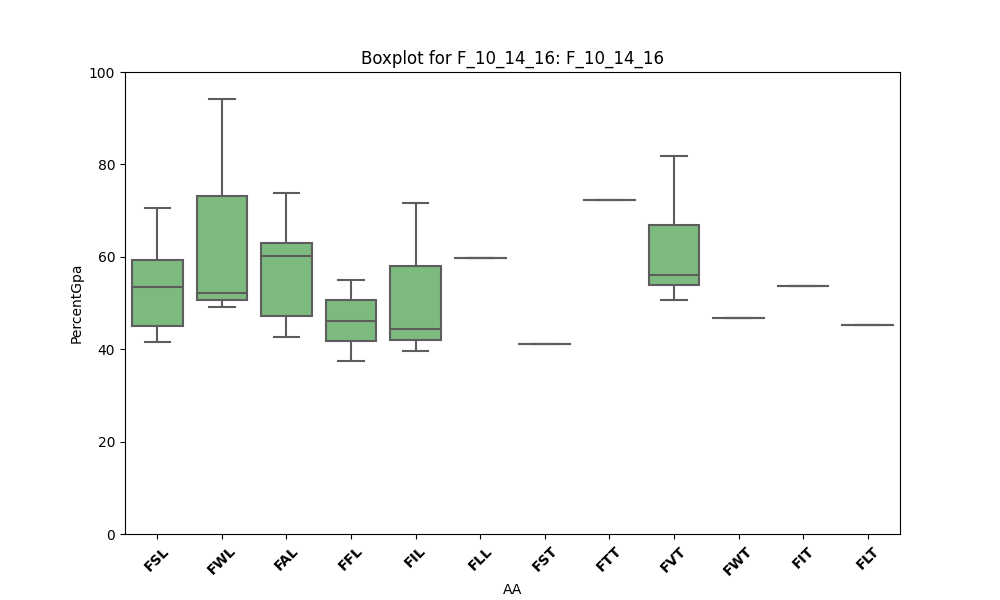 Boxplot for F_10_14_16: F_10_14_16
100
80
60
40
20
0
PercentGpa
FSL
FWL
FAL
FFL
FIL
FLL
FST
FTT
FVT
FWT
FIT
FLT
AA